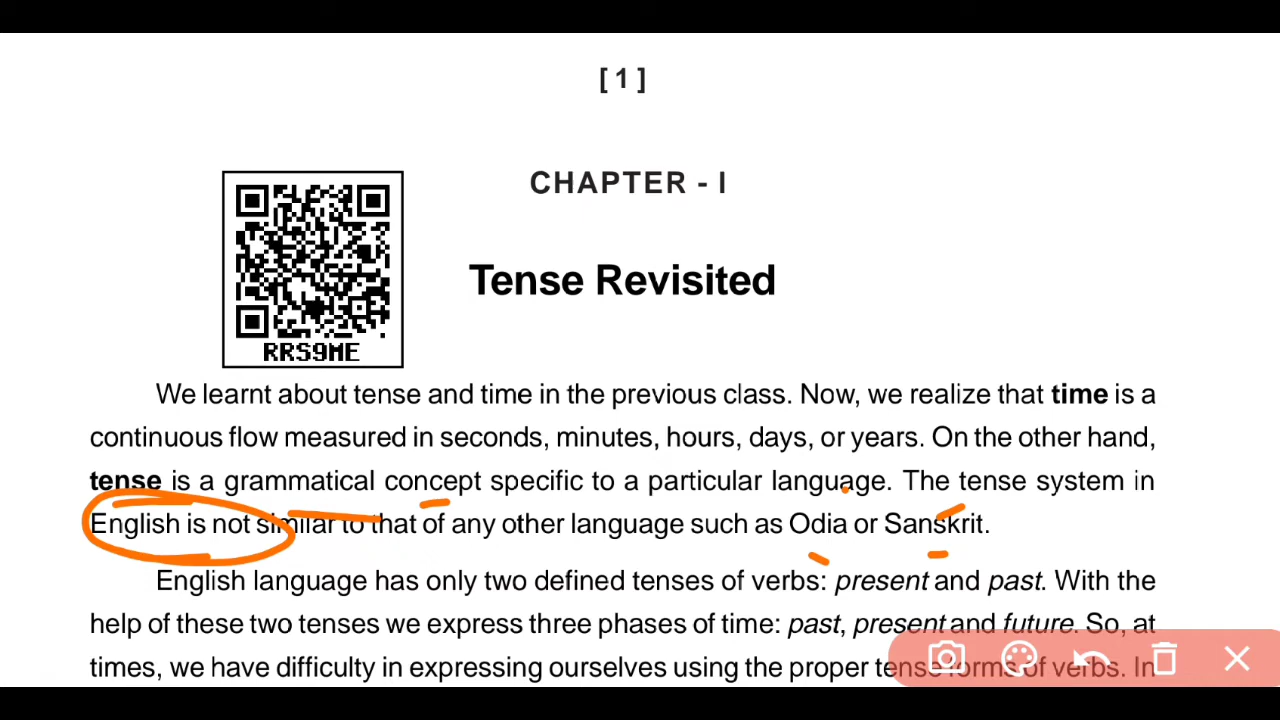 [ 1 ]
CHAPTER - I
Tense Revisited
RRS9ME
We learnt about tense and time in the previous class. Now, we realize that time is a
continuous flow measured in seconds, minutes, hours, days, or years. On the other hand,
tense is a grammatical concept specific to a particular language. The tense system in
English is not similar to that of any other language such as Odia or Sanskrit.
English language has only two defined tenses of verbs: present and past. With the
help of these two tenses we express three phases of time: past, present and future. So, at
times, we have difficulty in expressing ourselves using the proper tense forms of verbs. In